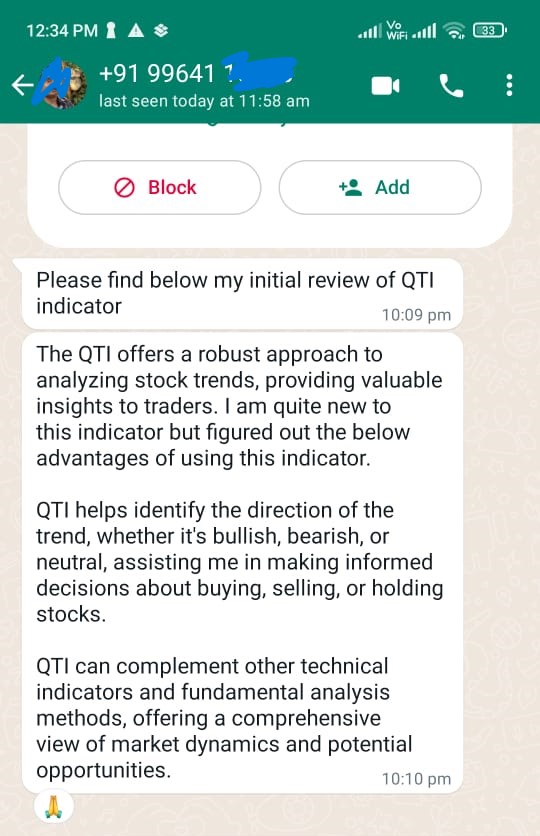 12:34 PM
Vo
WiFi
33
+91 99641
last seen today at 11:58 am
Block
Add
Please find below my initial review of QTI
indicator
10:09 pm
The QTI offers a robust approach to
analyzing stock trends, providing valuable
insights to traders. I am quite new to
this indicator but figured out the below
advantages of using this indicator.
QTI helps identify the direction of the
trend, whether it's bullish, bearish, or
neutral, assisting me in making informed
decisions about buying, selling, or holding
stocks.
QTI can complement other technical
indicators and fundamental analysis
methods, offering a comprehensive
view of market dynamics and potential
opportunities.
10:10 pm